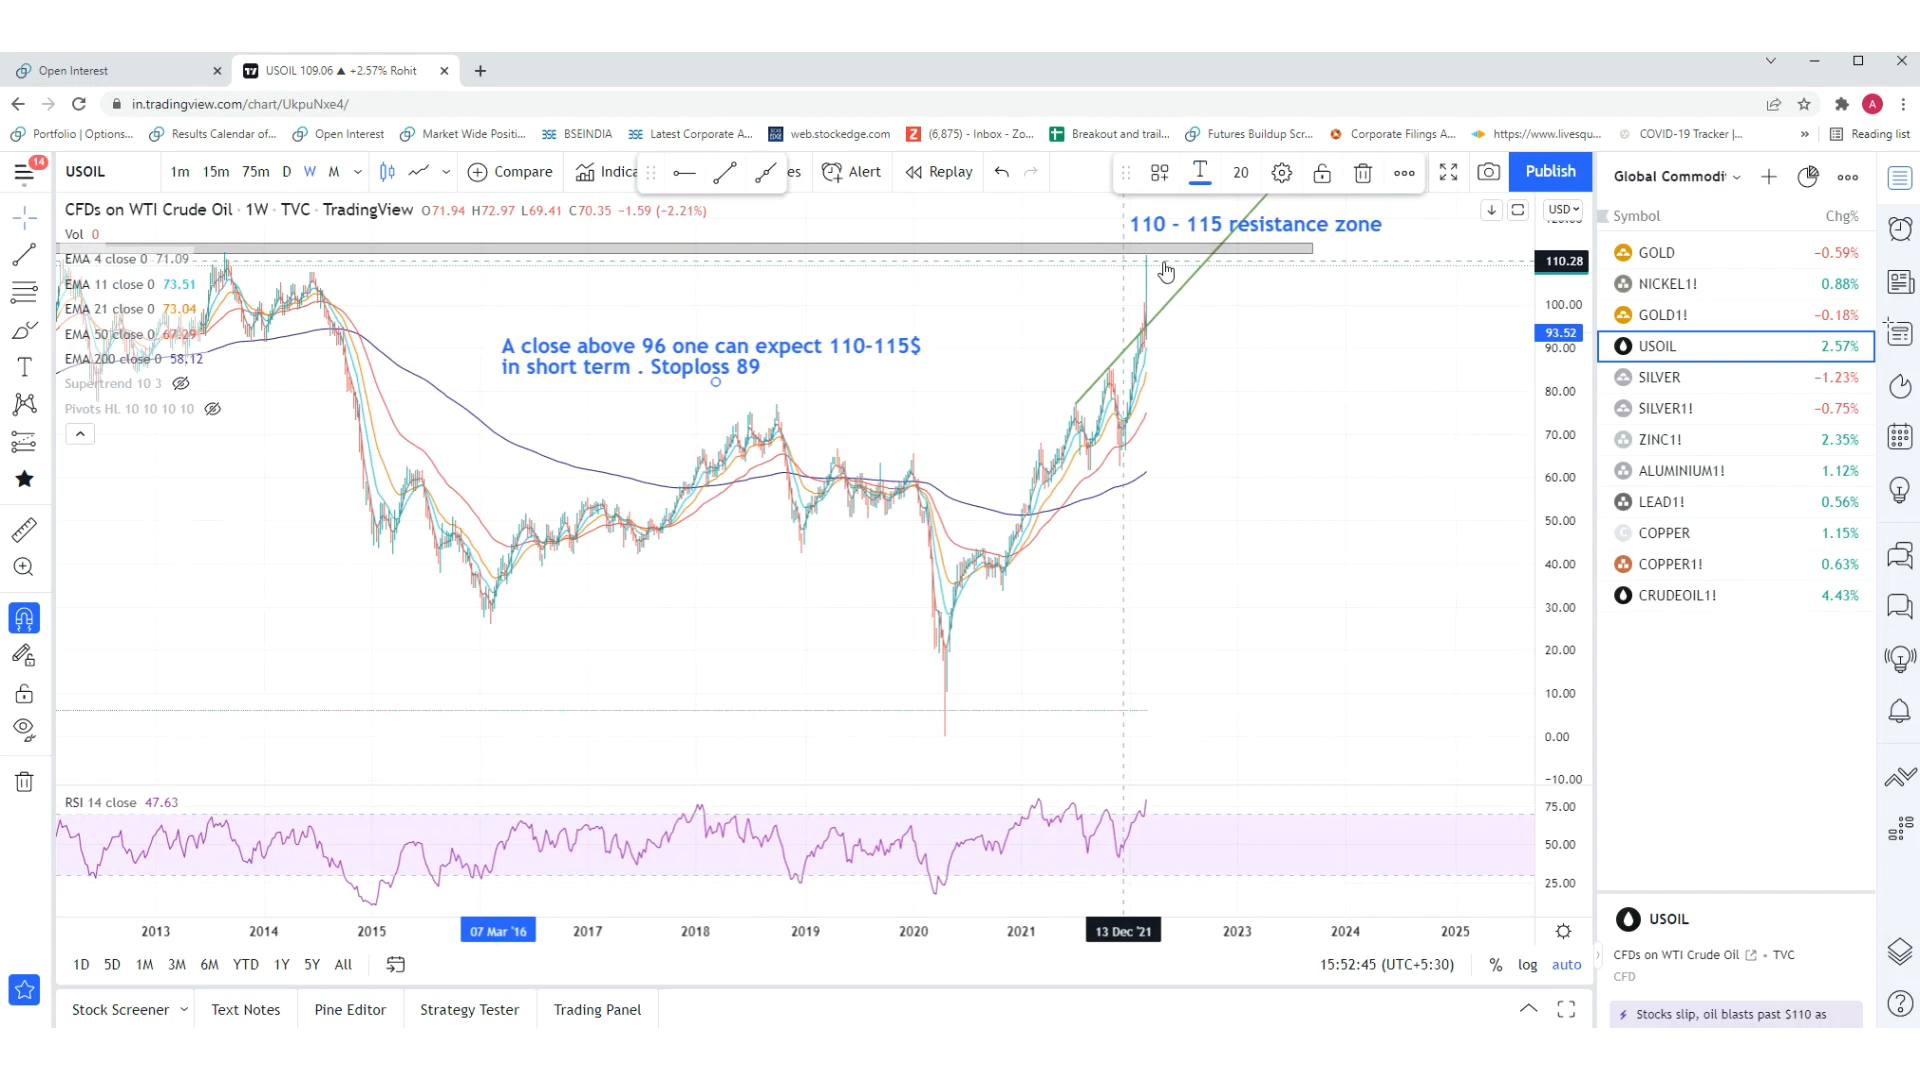 Open Interest
USOIL 109.06 ▲ +2.57% Rohit
in.tradingview.com/chart/UkpuNxe4/
A
Portfolio | Options...
Results Calendar of...
Open Interest
Market Wide Positi...
BSEINDIA
Latest Corporate A...
web.stockedge.com
(6,875) - Inbox - Zo...
Breakout and trail...
Futures Buildup Scr...
Corporate Filings A...
https://www.livesqu...
COVID-19 Tracker |...
»
Reading list
14
USOIL
1m 15m 75m D W M
Compare
Indica
es
Alert
Replay
20
Publish
Global Commodi
CFDs on WTI Crude Oil · 1W · TVC · TradingView O71.94 H72.97 L69.41 C70.35 −1.59 (−2.21%)
USD
Vol 0
EMA 4 close 0 71.09
EMA 11 close 0 73.51
EMA 21 close 0 73.04
EMA 50 close 0 67.29
EMA 200 close 0 58.12
Supertrend 10 3
Pivots HL 10 10 10 10
110 - 115 resistance zone
A close above 96 one can expect 110-115$
in short term . Stoploss 89
110.28
100.00
93.52
90.00
80.00
70.00
60.00
50.00
40.00
30.00
20.00
10.00
0.00
−10.00
RSI 14 close 47.63
75.00
50.00
25.00
2013 2014 2015 07 Mar '16 2017 2018 2019 2020 2021 13 Dec '21 2023 2024 2025
1D 5D 1M 3M 6M YTD 1Y 5Y All
15:52:45 (UTC+5:30) % log auto
Stock Screener Text Notes Pine Editor Strategy Tester Trading Panel
Symbol Chg%
GOLD −0.59%
NICKEL1! 0.88%
GOLD1! −0.18%
USOIL 2.57%
SILVER −1.23%
SILVER1! −0.75%
ZINC1! 2.35%
ALUMINIUM1! 1.12%
LEAD1! 0.56%
COPPER 1.15%
COPPER1! 0.63%
CRUDEOIL1! 4.43%
USOIL
CFDs on WTI Crude Oil • TVC
CFD
Stocks slip, oil blasts past $110 as